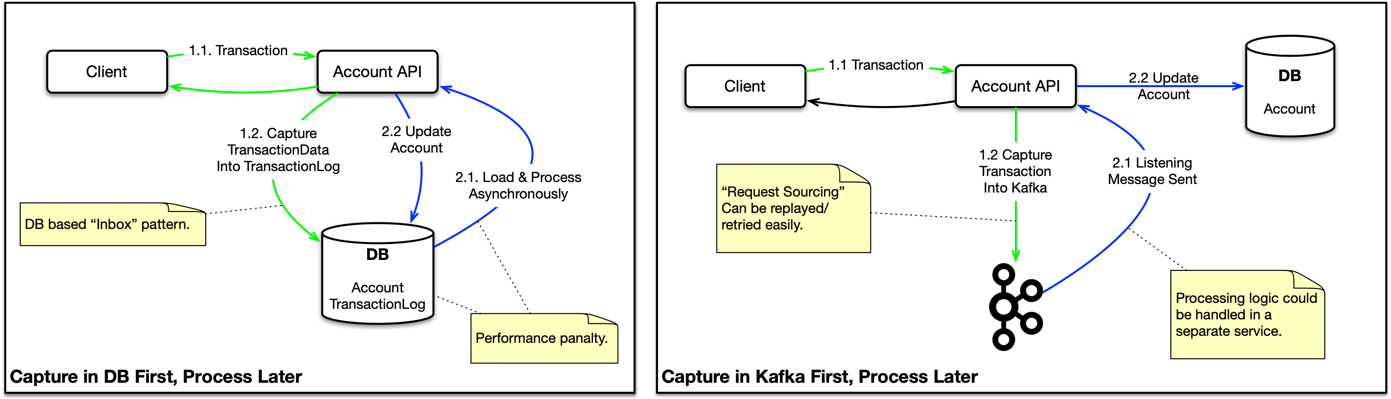 1.1. Transaction
Client
Account API
1.2. Capture
TransactionData
Into TransactionLog
2.2 Update
Account
2.1. Load & Process
Asynchronously
DB based “Inbox” pattern.
DB
Account
TransactionLog
Performance panalty.
Capture in DB First, Process Later
1.1 Transaction
Client
Account API
2.2 Update
Account
DB
Account
1.2 Capture
Transaction
Into Kafka
2.1 Listening
Message Sent
“Request Sourcing”
Can be replayed/
retried easily.
Processing logic could
be handled in a
separate service.
Capture in Kafka First, Process Later